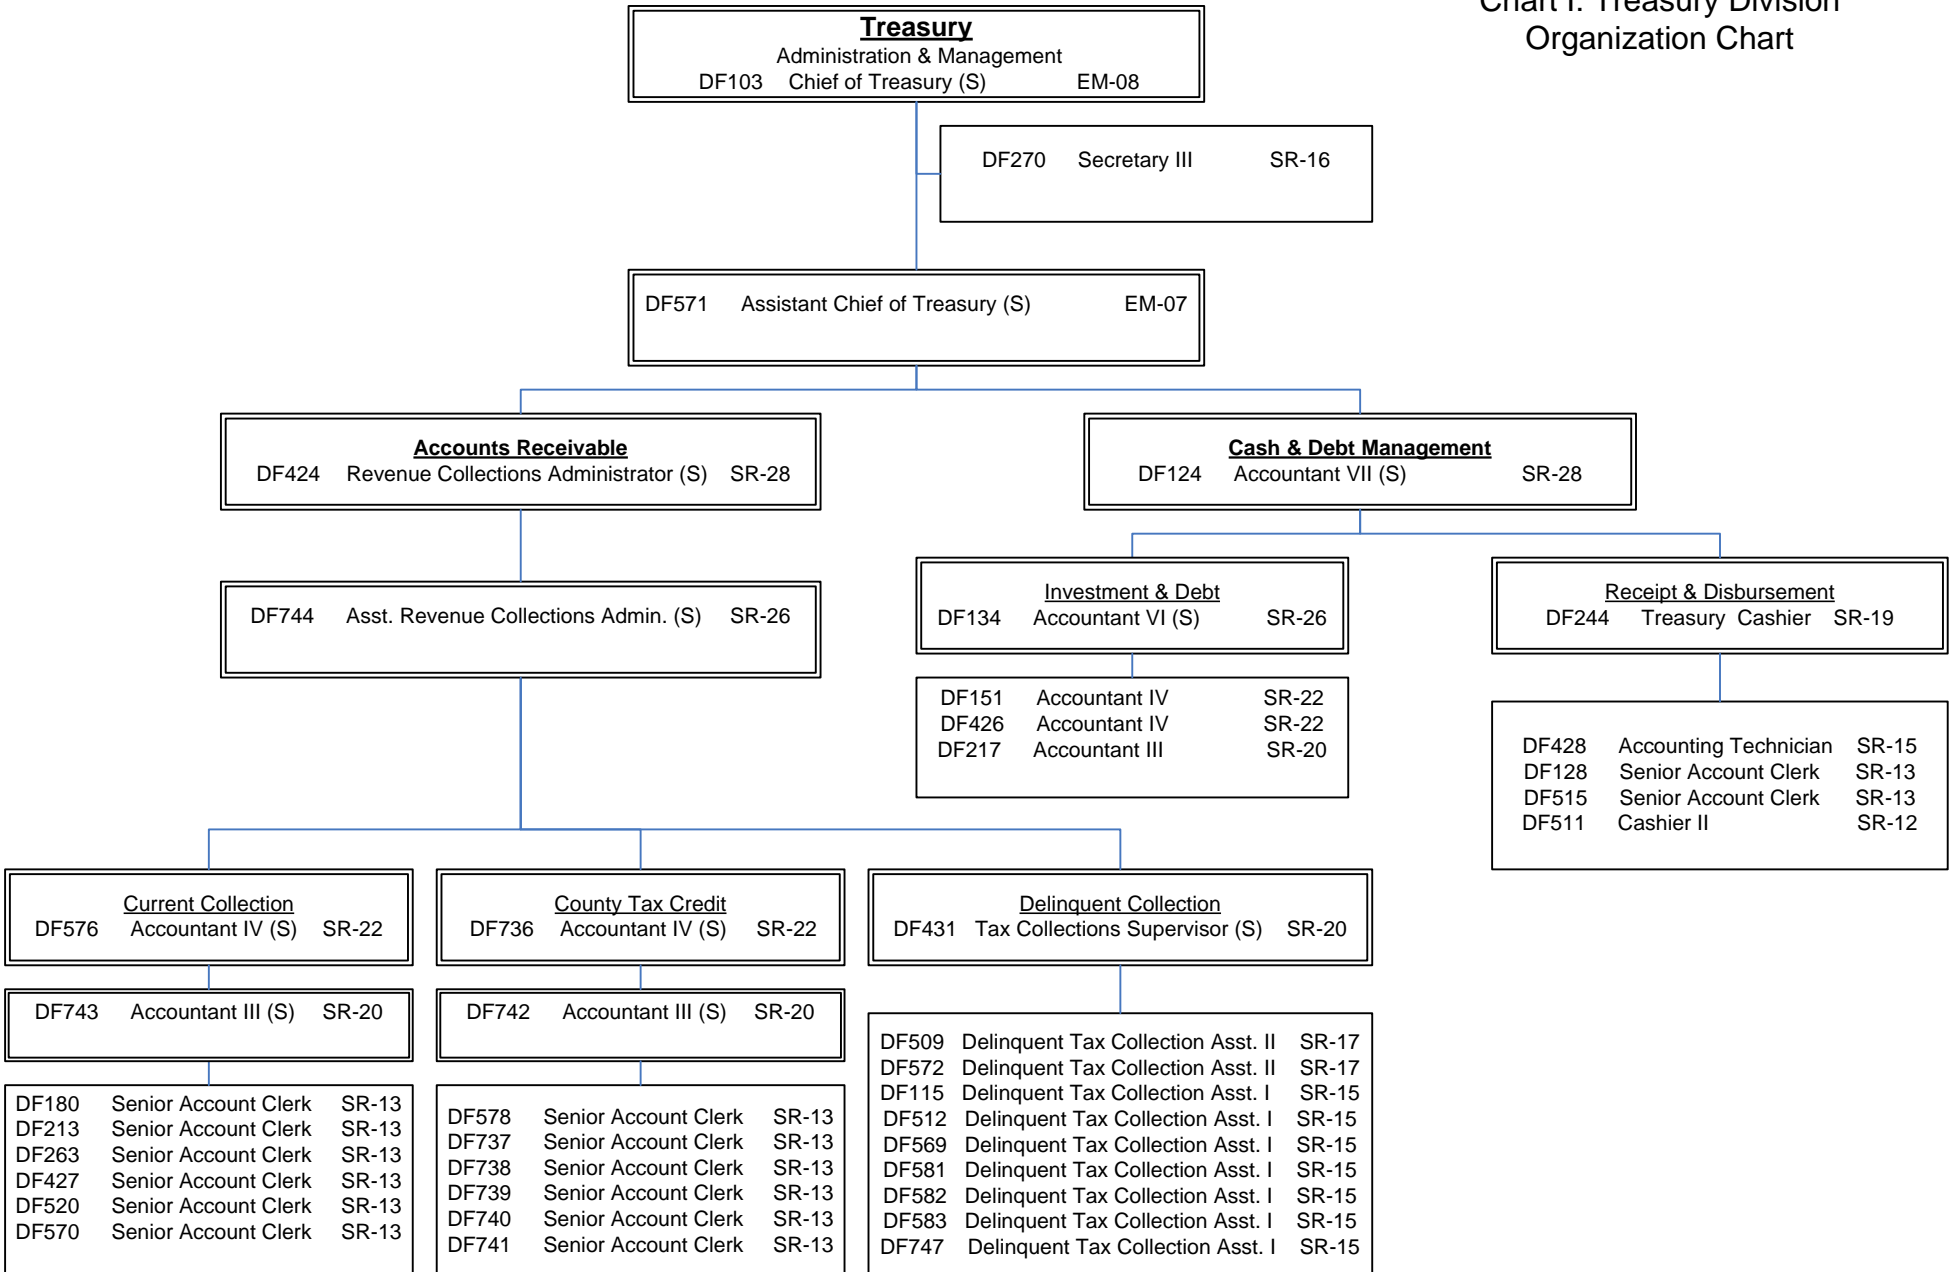 Chart I. Treasury Division
Organization Chart
Treasury
Administration & Management
DF103 Chief of Treasury (S) EM-08
DF270 Secretary III SR-16
DF571 Assistant Chief of Treasury (S) EM-07
Accounts Receivable
DF424 Revenue Collections Administrator (S) SR-28
Cash & Debt Management
DF124 Accountant VII (S) SR-28
DF744 Asst. Revenue Collections Admin. (S) SR-26
Investment & Debt
DF134 Accountant VI (S) SR-26
Receipt & Disbursement
DF244 Treasury Cashier SR-19
DF151 Accountant IV SR-22
DF426 Accountant IV SR-22
DF217 Accountant III SR-20
DF428 Accounting Technician SR-15
DF128 Senior Account Clerk SR-13
DF515 Senior Account Clerk SR-13
DF511 Cashier II SR-12
Current Collection
DF576 Accountant IV (S) SR-22
County Tax Credit
DF736 Accountant IV (S) SR-22
Delinquent Collection
DF431 Tax Collections Supervisor (S) SR-20
DF743 Accountant III (S) SR-20
DF742 Accountant III (S) SR-20
DF180 Senior Account Clerk SR-13
DF213 Senior Account Clerk SR-13
DF263 Senior Account Clerk SR-13
DF427 Senior Account Clerk SR-13
DF520 Senior Account Clerk SR-13
DF570 Senior Account Clerk SR-13
DF578 Senior Account Clerk SR-13
DF737 Senior Account Clerk SR-13
DF738 Senior Account Clerk SR-13
DF739 Senior Account Clerk SR-13
DF740 Senior Account Clerk SR-13
DF741 Senior Account Clerk SR-13
DF509 Delinquent Tax Collection Asst. II SR-17
DF572 Delinquent Tax Collection Asst. II SR-17
DF115 Delinquent Tax Collection Asst. I SR-15
DF512 Delinquent Tax Collection Asst. I SR-15
DF569 Delinquent Tax Collection Asst. I SR-15
DF581 Delinquent Tax Collection Asst. I SR-15
DF582 Delinquent Tax Collection Asst. I SR-15
DF583 Delinquent Tax Collection Asst. I SR-15
DF747 Delinquent Tax Collection Asst. I SR-15